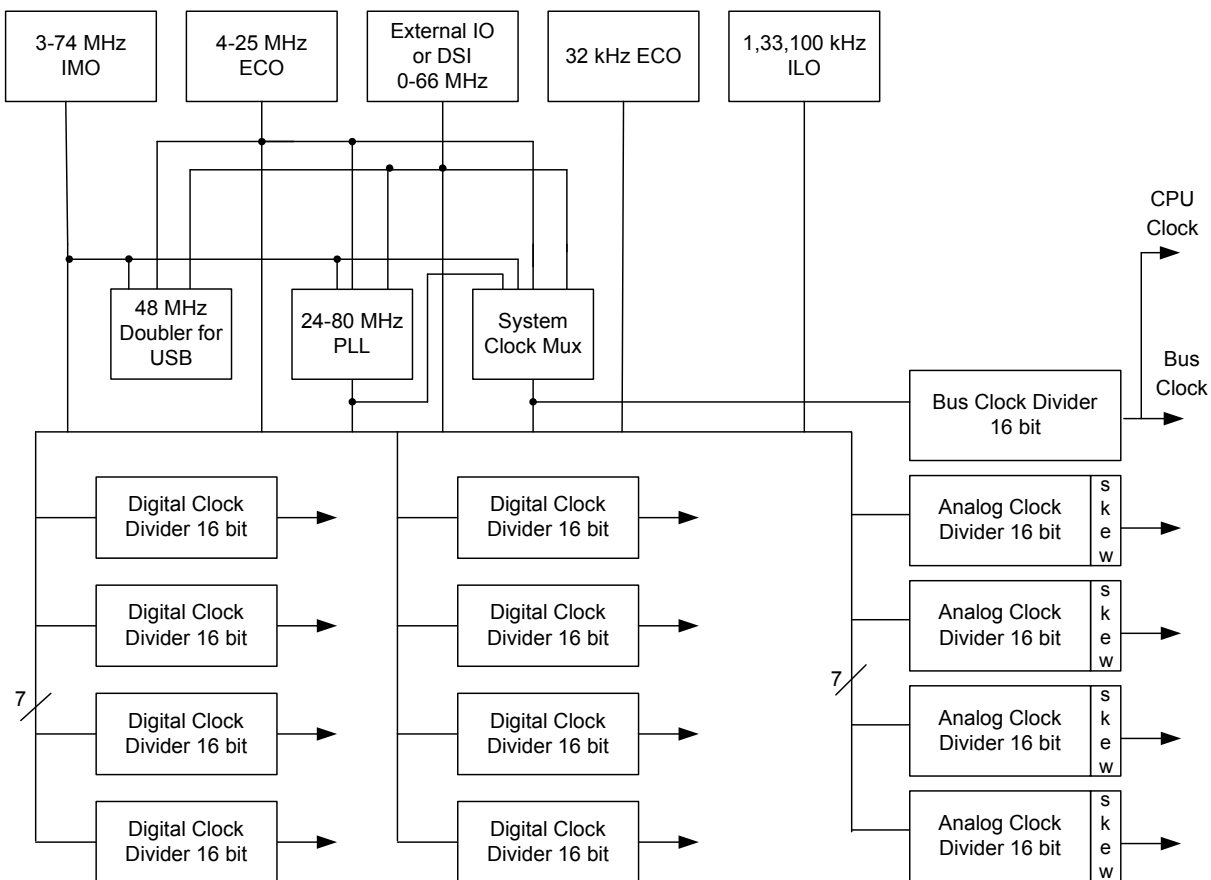 3-74 MHz
IMO
4-25 MHz
ECO
External IO
or DSI
0-66 MHz
32 kHz ECO
1,33,100 kHz
ILO
CPU
Clock
48 MHz
Doubler for
USB
24-80 MHz
PLL
System
Clock Mux
Bus
Clock
Bus Clock Divider
16 bit
Digital Clock
Divider 16 bit
Digital Clock
Divider 16 bit
Analog Clock
Divider 16 bit
s
k
e
w
Digital Clock
Divider 16 bit
Digital Clock
Divider 16 bit
Analog Clock
Divider 16 bit
s
k
e
w
7
7
Digital Clock
Divider 16 bit
Digital Clock
Divider 16 bit
Analog Clock
Divider 16 bit
s
k
e
w
Digital Clock
Divider 16 bit
Digital Clock
Divider 16 bit
Analog Clock
Divider 16 bit
s
k
e
w